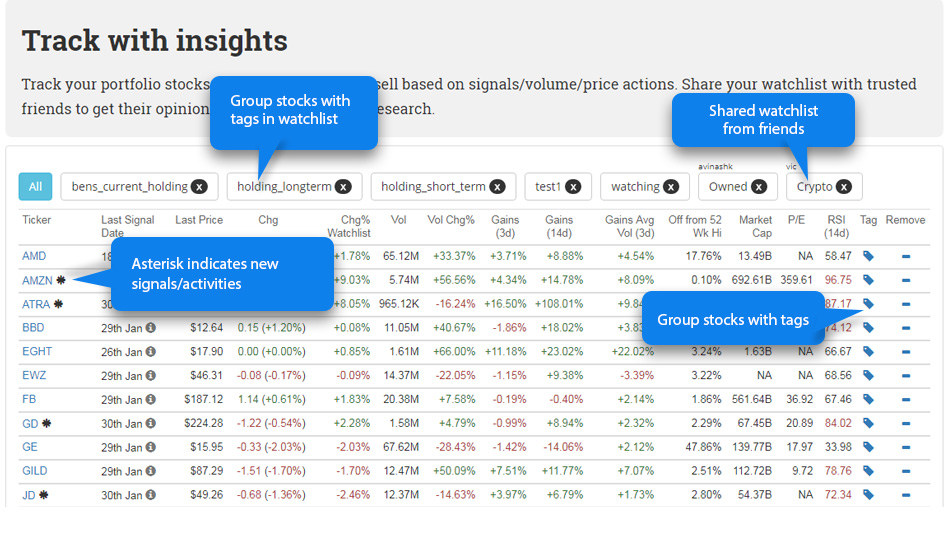 Track with insights
Track your portfolio stocks sell based on signals/volume/price actions. Share your watchlist with trusted
friends to get their opinion research.
Group stocks with
tags in watchlist
Shared watchlist
from friends
avinashk vic
All bens_current_holding x holding_longterm x holding_short_term x test1 x watching x Owned x Crypto x
Ticker Last Signal Date Last Price Chg Chg% Watchlist Vol Vol Chg% Gains (3d) Gains (14d) Gains Avg Vol (3d) Off from 52 Wk Hi Market Cap P/E RSI (14d) Tag Remove
AMD +1.78% 65.12M +33.37% +3.71% +8.88% +4.54% 17.76% 13.49B NA 58.47
AMZN * +9.03% 5.74M +56.56% +4.34% +14.78% +8.09% 0.10% 692.61B 359.61 96.75
Asterisk indicates new
signals/activities
ATRA * +8.05% 965.12K -16.24% +16.50% +108.01%
Group stocks with tags
BBD 29th Jan $12.64 0.15 (+1.20%) +0.08% 11.05M +40.67% -1.86% +18.02%
EGHT 26th Jan $17.90 0.00 (+0.00%) +0.85% 1.61M +66.00% +11.18% +23.02% +22.02% 3.24% 1.63B NA 66.67
EWZ 29th Jan $46.31 -0.08 (-0.17%) -0.09% 14.37M -22.05% -1.15% +9.38% -3.39% 3.22% NA NA 68.56
FB 29th Jan $187.12 1.14 (+0.61%) +1.83% 20.38M +7.58% -0.19% -0.40% +2.14% 1.86% 561.64B 36.92 67.46
GD * 30th Jan $224.28 -1.22 (-0.54%) +2.28% 1.58M +4.79% -0.99% +8.94% +2.32% 2.29% 67.45B 20.89 84.02
GE 29th Jan $15.95 -0.33 (-2.03%) -2.03% 67.62M -28.43% -1.42% -14.06% +2.12% 47.86% 139.77B 17.97 33.98
GILD 29th Jan $87.29 -1.51 (-1.70%) -1.70% 12.47M +50.09% +7.51% +11.77% +7.07% 2.51% 112.72B 9.72 78.76
JD * 30th Jan $49.26 -0.68 (-1.36%) -2.46% 12.37M -14.63% +3.97% +6.79% +1.73% 2.80% 54.37B NA 72.34